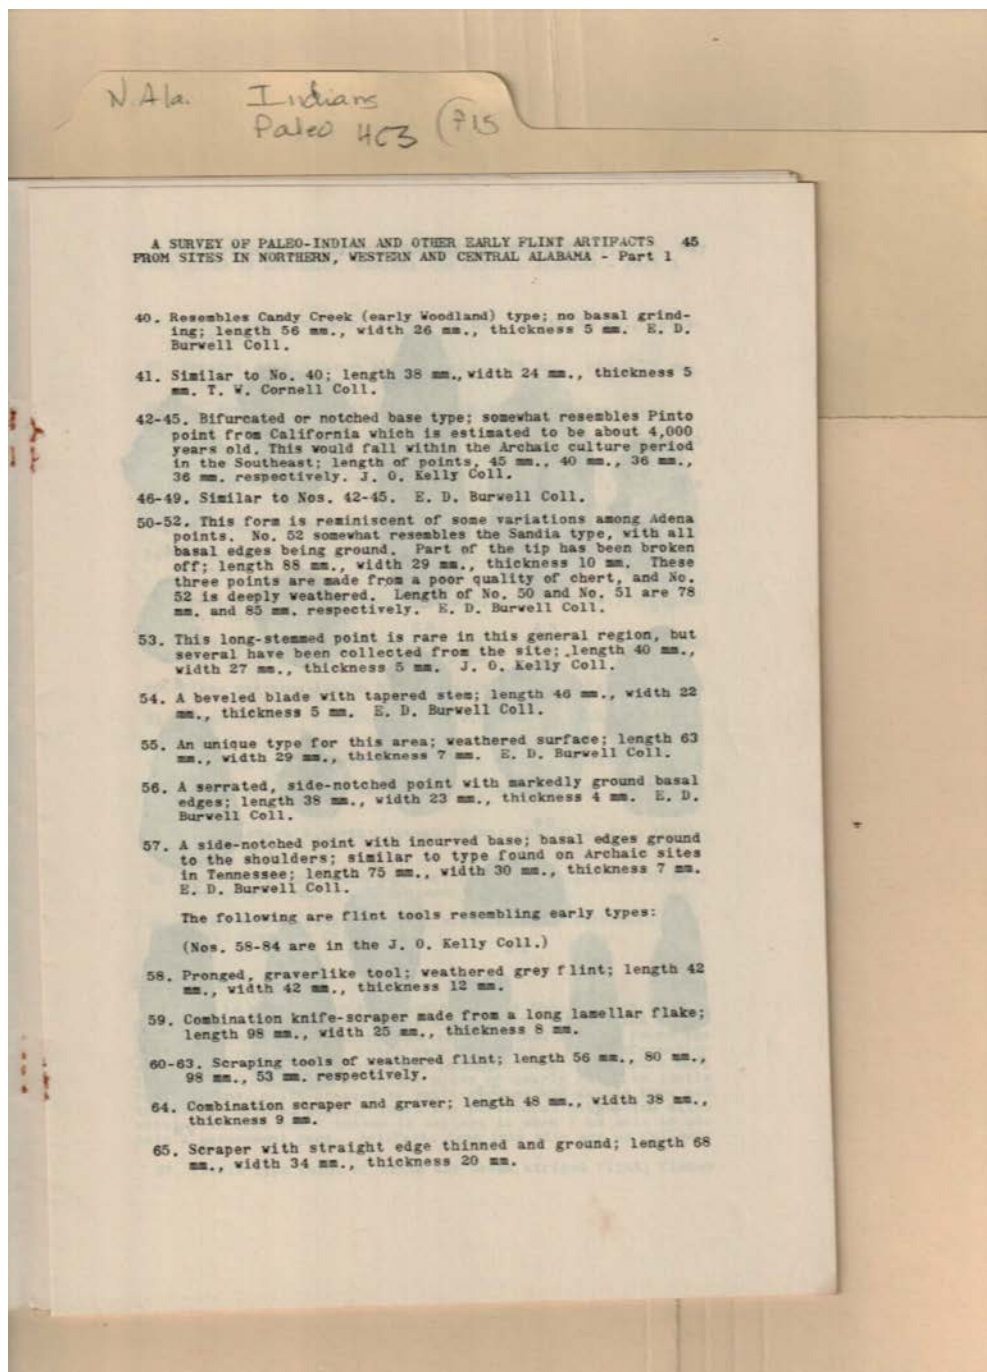 N. Ala. Indians
Paleo 4C3 P15
A SURVEY OF PALEO-INDIAN AND OTHER EARLY FLINT ARTIFACTS 45
FROM SITES IN NORTHERN, WESTERN AND CENTRAL ALABAMA - Part 1
40. Resembles Candy Creek (early Woodland) type; no basal grind-
ing; length 56 mm., width 26 mm., thickness 5 mm. E. D.
Burwell Coll.
41. Similar to No. 40; length 38 mm., width 24 mm., thickness 5
mm. T. W. Cornell Coll.
42-45. Bifurcated or notched base type; somewhat resembles Pinto
point from California which is estimated to be about 4,000
years old. This would fall within the Archaic culture period
in the Southeast; length of points, 45 mm., 40 mm., 36 mm.,
36 mm. respectively. J. O. Kelly Coll.
46-49. Similar to Nos. 42-45. E. D. Burwell Coll.
50-52. This form is reminiscent of some variations among Adena
points. No. 52 somewhat resembles the Sandia type, with all
basal edges being ground. Part of the tip has been broken
off; length 88 mm., width 29 mm., thickness 10 mm. These
three points are made from a poor quality of chert, and No.
52 is deeply weathered. Length of No. 50 and No. 51 are 78
mm. and 85 mm. respectively. E. D. Burwell Coll.
53. This long-stemmed point is rare in this general region, but
several have been collected from the site; length 40 mm.,
width 27 mm., thickness 5 mm. J. O. Kelly Coll.
54. A beveled blade with tapered stem; length 46 mm., width 22
mm., thickness 5 mm. E. D. Burwell Coll.
55. An unique type for this area; weathered surface; length 63
mm., width 29 mm., thickness 7 mm. E. D. Burwell Coll.
56. A serrated, side-notched point with markedly ground basal
edges; length 38 mm., width 23 mm., thickness 4 mm. E. D.
Burwell Coll.
57. A side-notched point with incurved base; basal edges ground
to the shoulders; similar to type found on Archaic sites
in Tennessee; length 75 mm., width 30 mm., thickness 7 mm.
E. D. Burwell Coll.
The following are flint tools resembling early types:
(Nos. 58-84 are in the J. O. Kelly Coll.)
58. Pronged, graverlike tool; weathered grey flint; length 42
mm., width 42 mm., thickness 12 mm.
59. Combination knife-scraper made from a long lamellar flake;
length 98 mm., width 25 mm., thickness 8 mm.
60-63. Scraping tools of weathered flint; length 56 mm., 80 mm.,
98 mm., 53 mm. respectively.
64. Combination scraper and graver; length 48 mm., width 38 mm.,
thickness 9 mm.
65. Scraper with straight edge thinned and ground; length 68
mm., width 34 mm., thickness 20 mm.